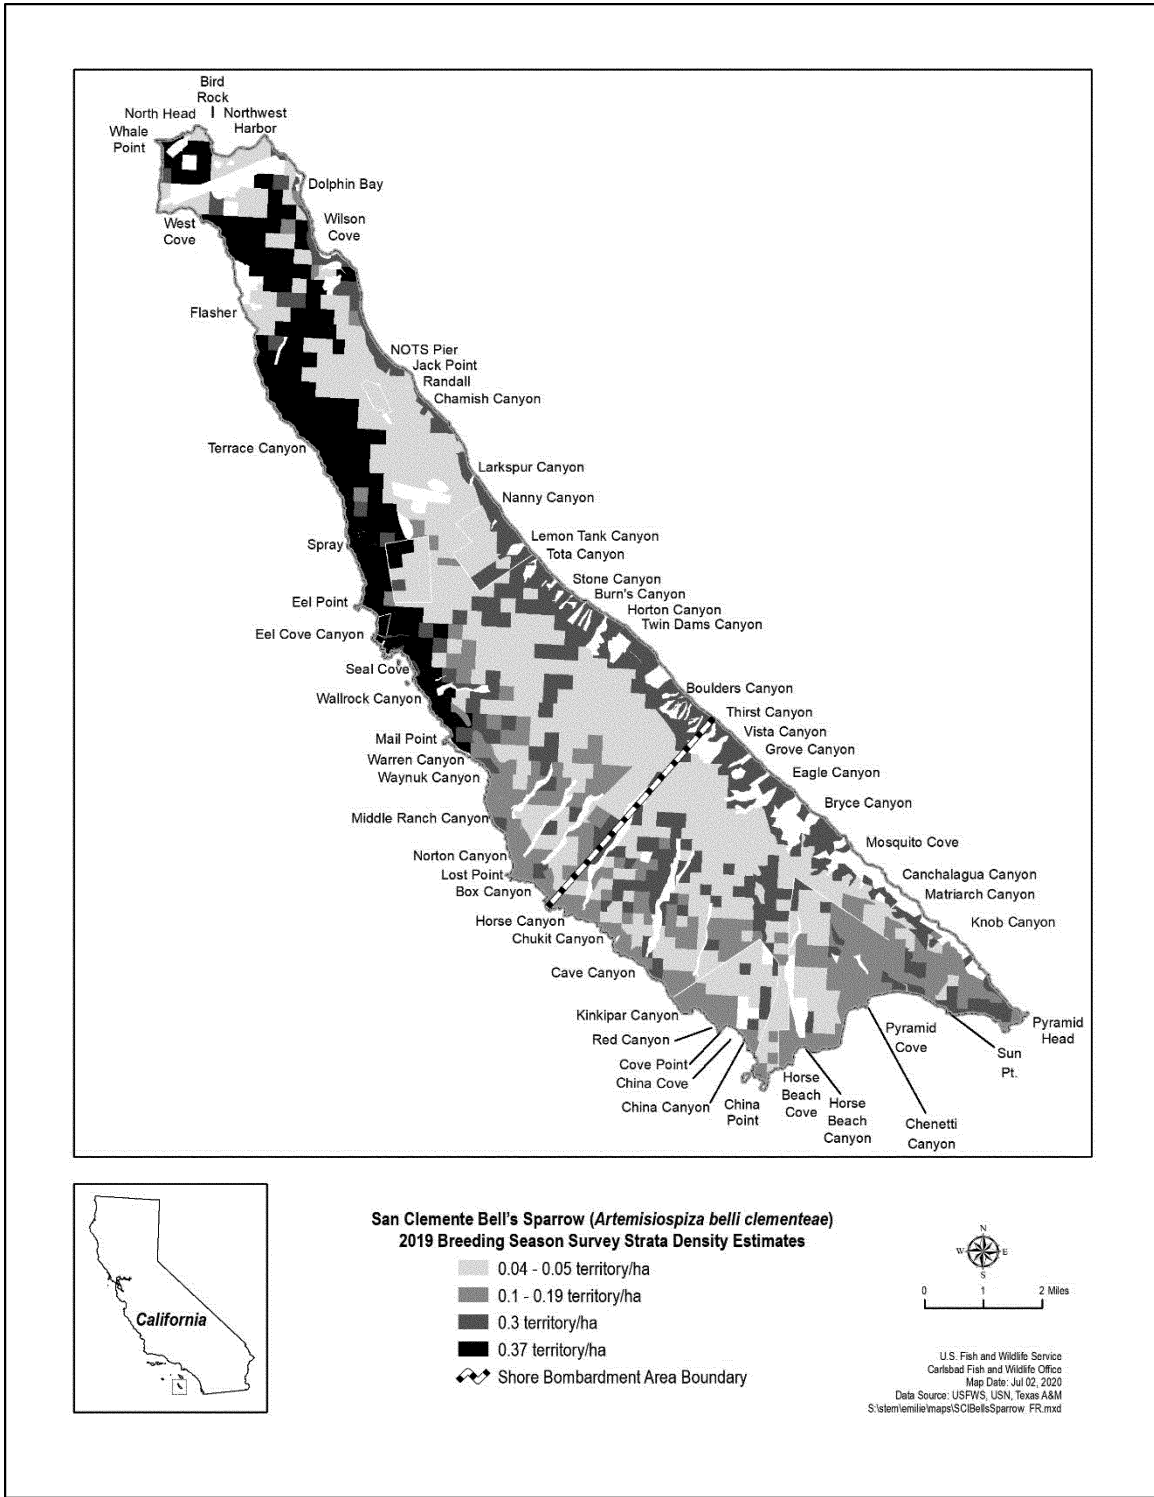 Bird
Rock
North Head
Northwest
Harbor
Whale
Point
Dolphin Bay
West
Cove
Wilson
Cove
Flasher
NOTS Pier
Jack Point
Randall
Chamish Canyon
Terrace Canyon
Larkspur Canyon
Nanny Canyon
Lemon Tank Canyon
Spray
Tota Canyon
Stone Canyon
Burn's Canyon
Eel Point
Horton Canyon
Twin Dams Canyon
Eel Cove Canyon
Seal Cove
Boulders Canyon
Wallrock Canyon
Thirst Canyon
Vista Canyon
Mail Point
Grove Canyon
Warren Canyon
Eagle Canyon
Waynuk Canyon
Bryce Canyon
Middle Ranch Canyon
Mosquito Cove
Norton Canyon
Lost Point
Canchalagua Canyon
Box Canyon
Matriarch Canyon
Horse Canyon
Knob Canyon
Chukit Canyon
Cave Canyon
Kinkipar Canyon
Red Canyon
Pyramid
Cove
Pyramid
Head
Sun
Pt.
Cove Point
China Cove
China Canyon
China
Point
Horse
Beach
Cove
Horse
Beach
Canyon
Chenetti
Canyon
California
San Clemente Bell's Sparrow (Artemisiospiza belli clementeae)
2019 Breeding Season Survey Strata Density Estimates
0.04 - 0.05 territory/ha
0.1 - 0.19 territory/ha
0.3 territory/ha
0.37 territory/ha
Shore Bombardment Area Boundary
N
W E
S
0 1 2 Miles
U.S. Fish and Wildlife Service
Carlsbad Fish and Wildlife Office
Map Date: Jul 02, 2020
Data Source: USFWS, USN, Texas A&M
S:\stem\emilie\maps\SCIBellsSparrow FR.mxd